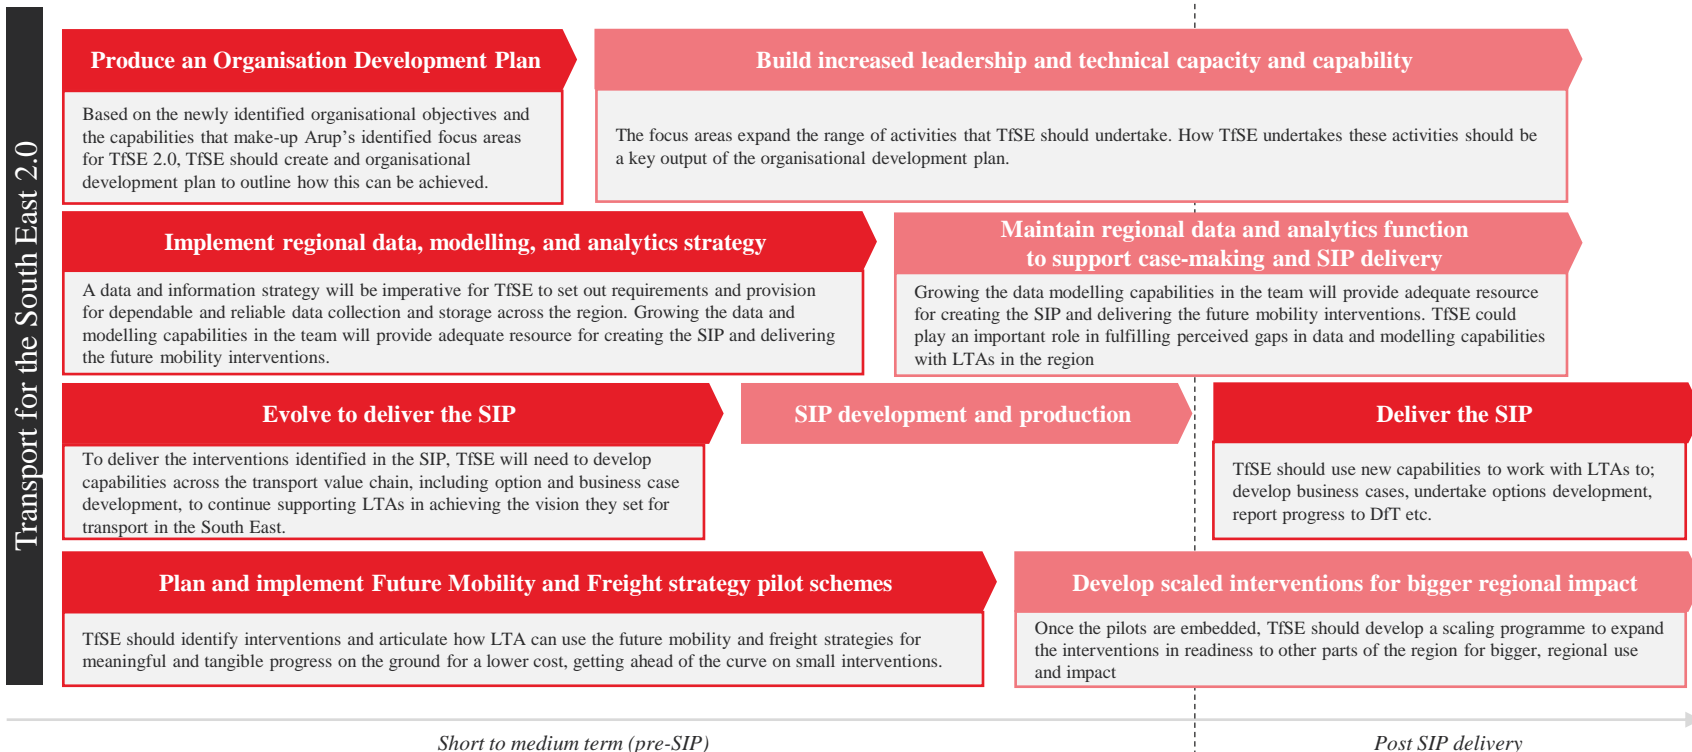 Transport for the South East 2.0
Produce an Organisation Development Plan
Based on the newly identified organisational objectives and
the capabilities that make-up Arup's identified focus areas
for TfSE 2.0, TfSE should create and organisational
development plan to outline how this can be achieved.
Build increased leadership and technical capacity and capability
The focus areas expand the range of activities that TfSE should undertake. How TfSE undertakes these activities should be
a key output of the organisational development plan.
Implement regional data, modelling, and analytics strategy
A data and information strategy will be imperative for TfSE to set out requirements and provision
for dependable and reliable data collection and storage across the region. Growing the data and
modelling capabilities in the team will provide adequate resource for creating the SIP and delivering
the future mobility interventions.
Maintain regional data and analytics function
to support case-making and SIP delivery
Growing the data modelling capabilities in the team will provide adequate resource
for creating the SIP and delivering the future mobility interventions. TfSE could
play an important role in fulfilling perceived gaps in data and modelling capabilities
with LTAs in the region
Evolve to deliver the SIP
To deliver the interventions identified in the SIP, TfSE will need to develop
capabilities across the transport value chain, including option and business case
development, to continue supporting LTAs in achieving the vision they set for
transport in the South East.
SIP development and production
Deliver the SIP
TfSE should use new capabilities to work with LTAs to;
develop business cases, undertake options development,
report progress to DfT etc.
Plan and implement Future Mobility and Freight strategy pilot schemes
TfSE should identify interventions and articulate how LTA can use the future mobility and freight strategies for
meaningful and tangible progress on the ground for a lower cost, getting ahead of the curve on small interventions.
Develop scaled interventions for bigger regional impact
Once the pilots are embedded, TfSE should develop a scaling programme to expand
the interventions in readiness to other parts of the region for bigger, regional use
and impact
Short to medium term (pre-SIP)
Post SIP delivery